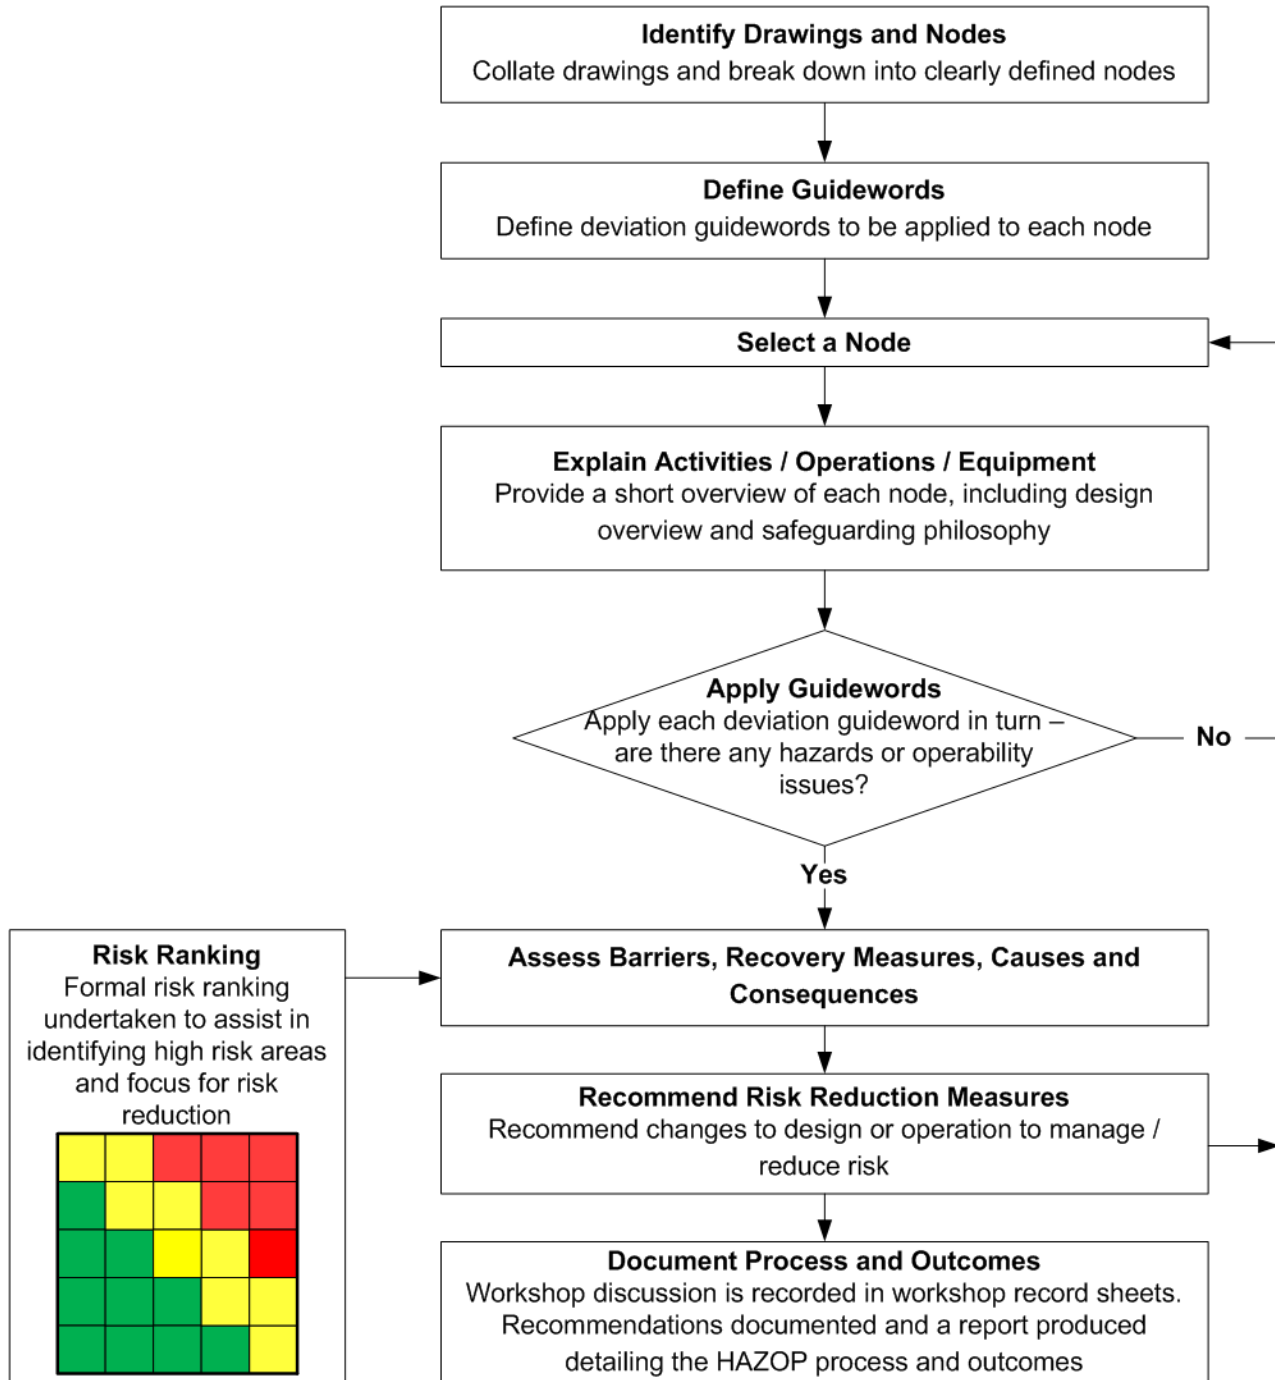 Identify Drawings and Nodes
Collate drawings and break down into clearly defined nodes
Define Guidewords
Define deviation guidewords to be applied to each node
Select a Node
Explain Activities / Operations / Equipment
Provide a short overview of each node, including design
overview and safeguarding philosophy
Apply Guidewords
Apply each deviation guideword in turn –
are there any hazards or operability
issues?
No
Yes
Risk Ranking
Formal risk ranking
undertaken to assist in
identifying high risk areas
and focus for risk
reduction
Assess Barriers, Recovery Measures, Causes and
Consequences
Recommend Risk Reduction Measures
Recommend changes to design or operation to manage /
reduce risk
Document Process and Outcomes
Workshop discussion is recorded in workshop record sheets.
Recommendations documented and a report produced
detailing the HAZOP process and outcomes